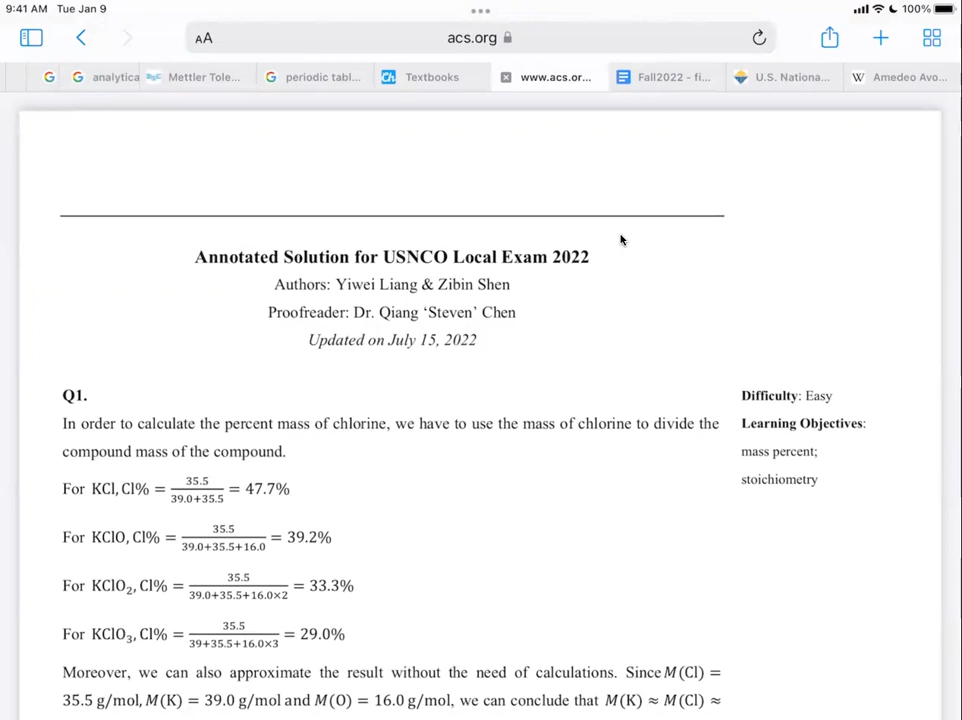 9:41 AM Tue Jan 9
100%
AA
acs.org
analytica
Mettler Tole...
periodic tabl...
Textbooks
www.acs.or...
Fall2022 - fi...
U.S. Nationa...
Amedeo Avo...
Annotated Solution for USNCO Local Exam 2022
Authors: Yiwei Liang & Zibin Shen
Proofreader: Dr. Qiang ‘Steven’ Chen
Updated on July 15, 2022
Q1.
Difficulty: Easy
In order to calculate the percent mass of chlorine, we have to use the mass of chlorine to divide the
Learning Objectives:
compound mass of the compound.
mass percent;
stoichiometry
For KCl, Cl% = 35.5/39.0+35.5 = 47.7%
For KClO, Cl% = 35.5/39.0+35.5+16.0 = 39.2%
For KClO₂, Cl% = 35.5/39.0+35.5+16.0×2 = 33.3%
For KClO₃, Cl% = 35.5/39+35.5+16.0×3 = 29.0%
Moreover, we can also approximate the result without the need of calculations. Since M(Cl) =
35.5 g/mol, M(K) = 39.0 g/mol and M(O) = 16.0 g/mol, we can conclude that M(K) ≈ M(Cl) ≈